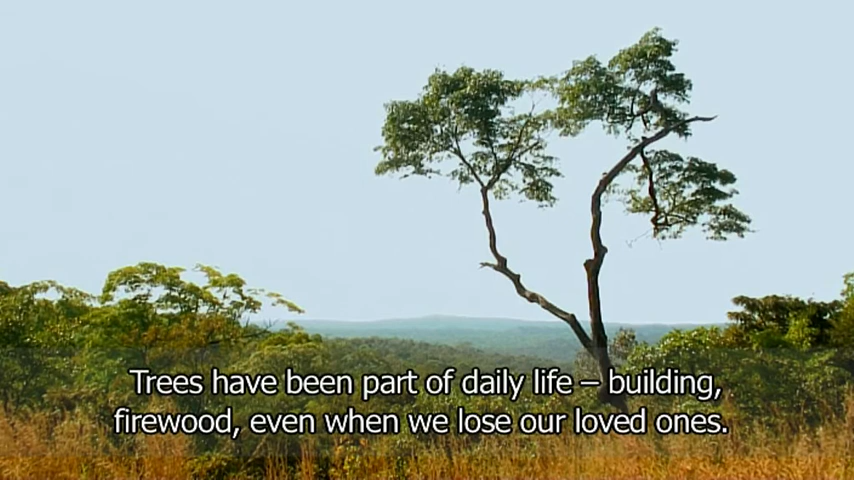 Trees have been part of daily life – building,
firewood, even when we lose our loved ones.